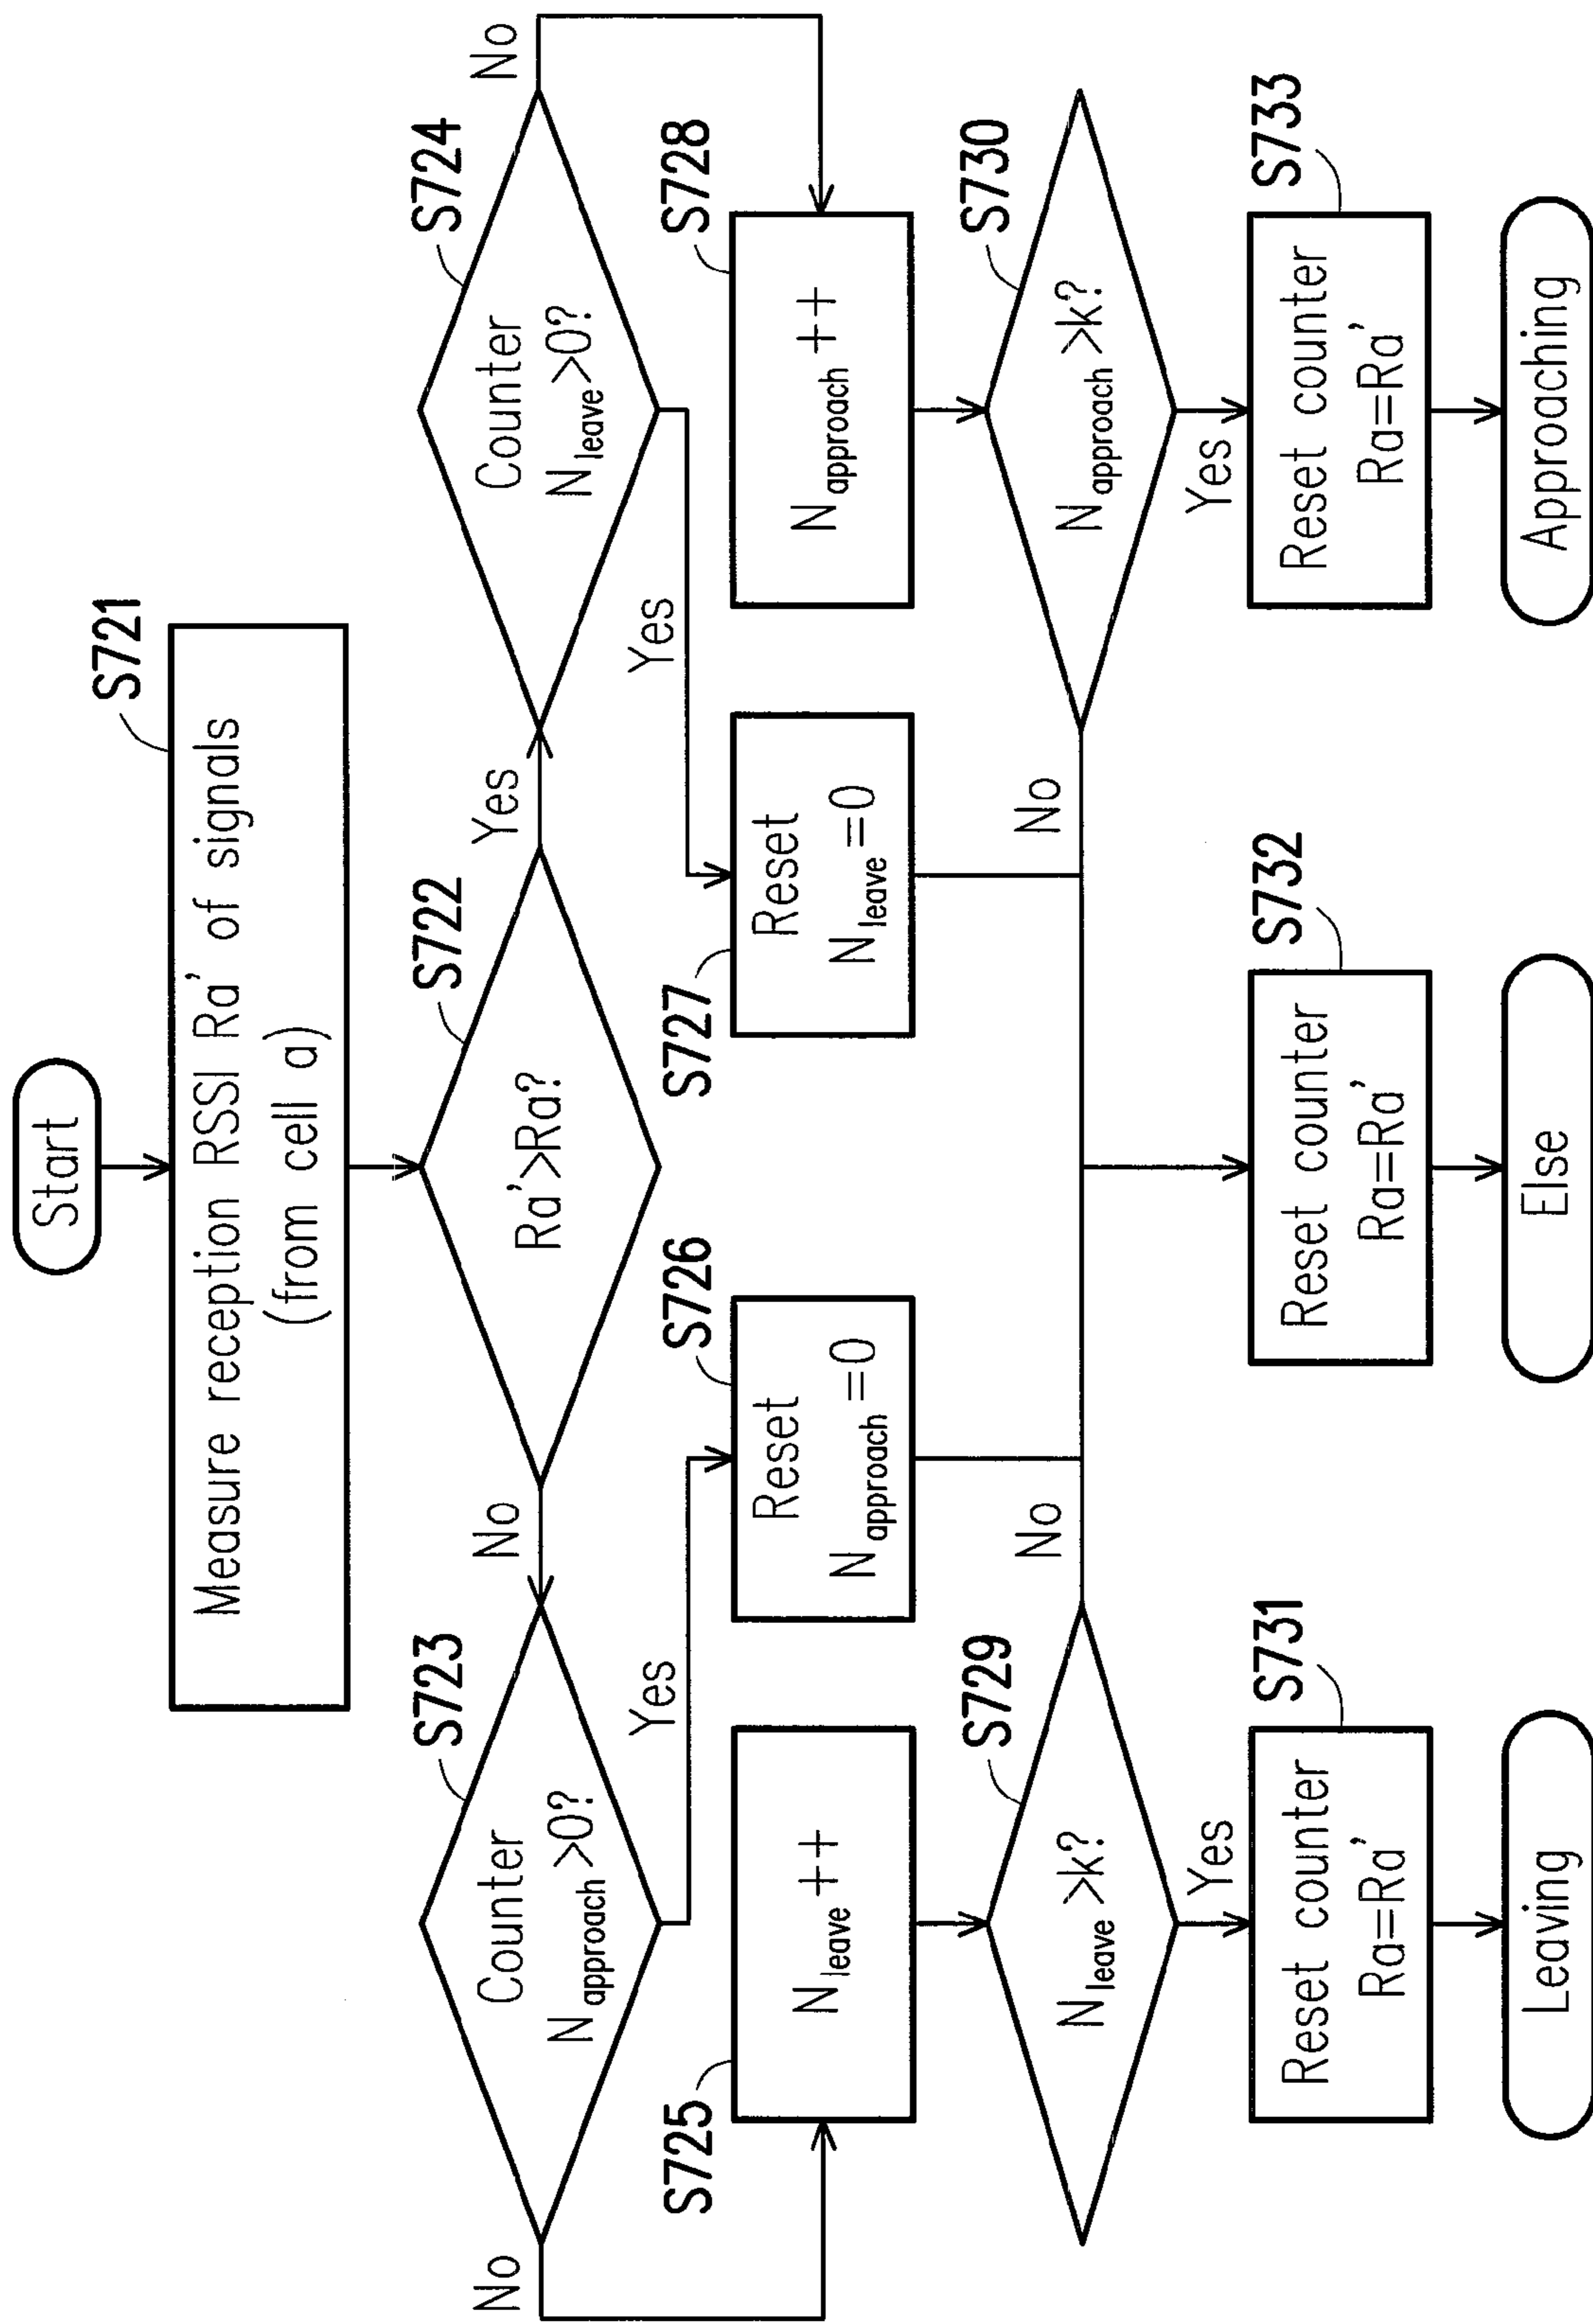 Start
S721
Measure reception RSSI Ra' of signals
(from cell a)
S722
Ra'>Ra?
No
Yes
S723
Counter
Napproach>0?
S724
Counter
Nleave>0?
No
Yes
Yes
No
S725
Nleave++
S726
Reset
Napproach=0
S727
Reset
Nleave=0
S728
Napproach++
S729
Nleave>k?
No
No
S730
Napproach>k?
Yes
Yes
S731
Reset counter
Ra=Ra'
S732
Reset counter
Ra=Ra'
S733
Reset counter
Ra=Ra'
Leaving
Else
Approaching